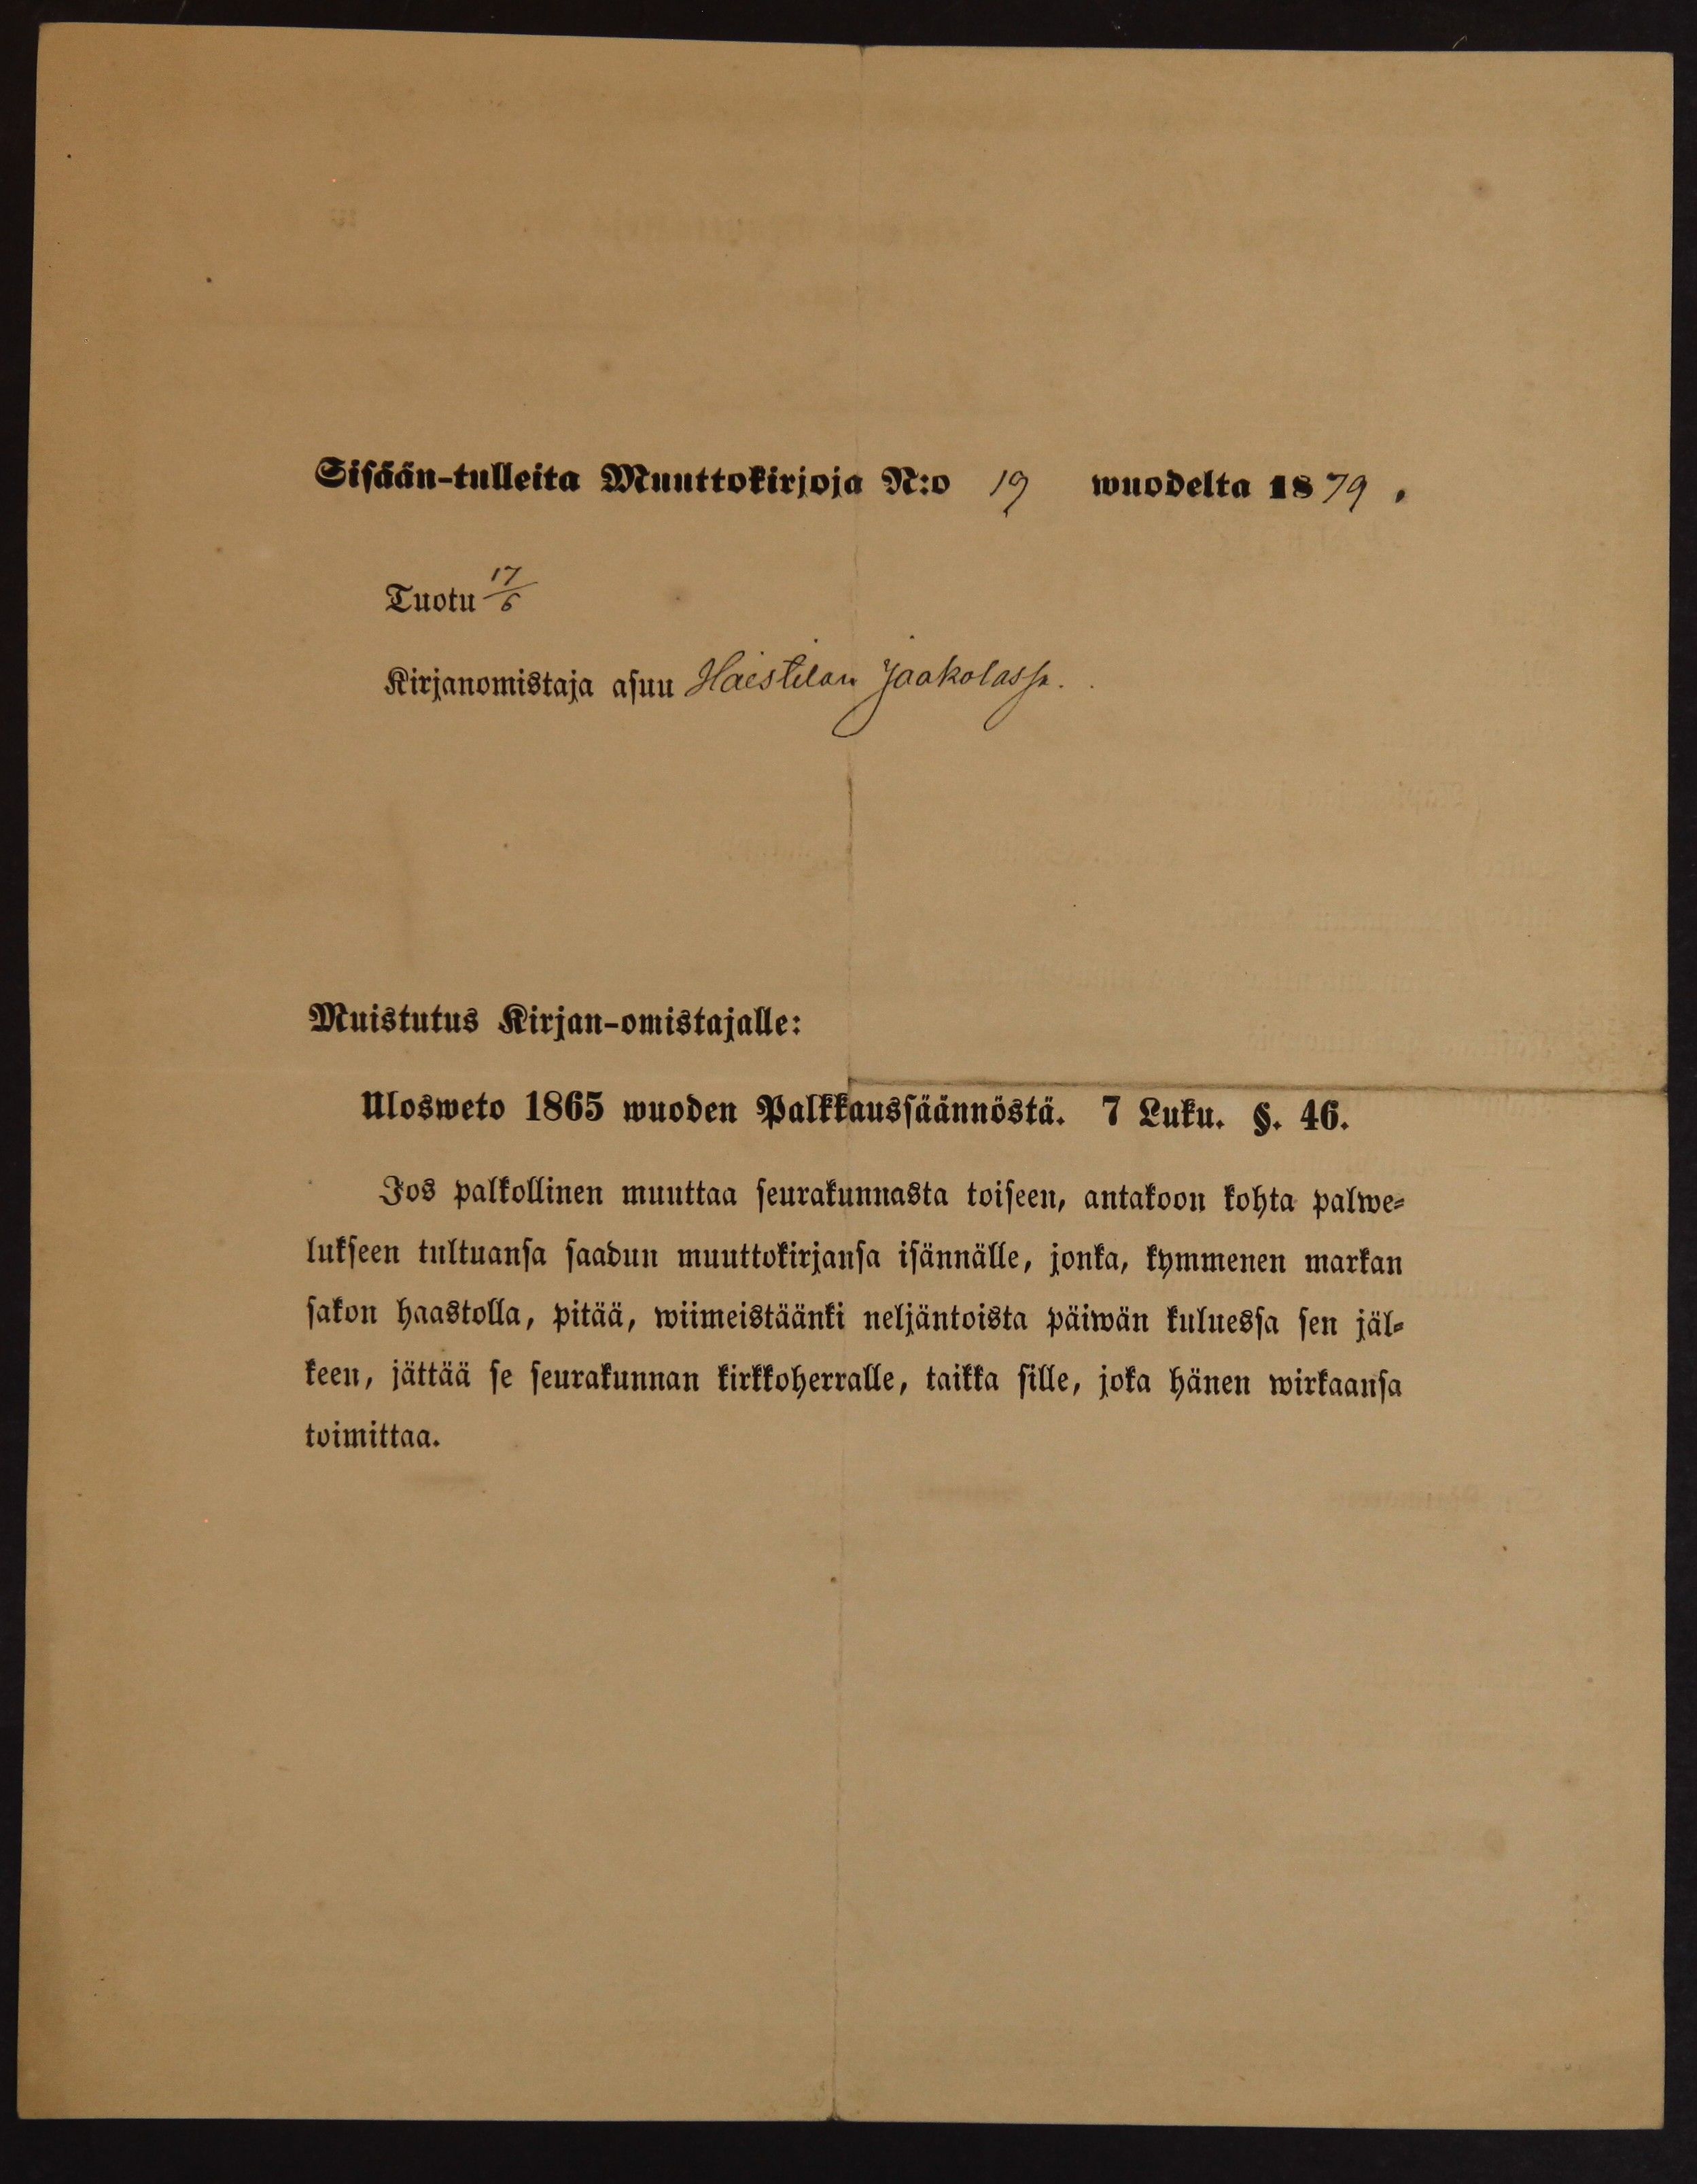 Sisään-tulleita Muuttokirjoja N:o 19 wuodelta 1879.
Tuotu 17/6
Kirjanomistaja asuu Haistilan Jaakolassa.
Muistutus Kirjan-omistajalle:
Ulosweto 1865 wuoden Palkkaussäännöstä. 7 Luku. §. 46.
Jos palkollinen muuttaa seurakunnasta toiseen, antakoon kohta palwe-
lukseen tultuansa saadun muuttokirjansa isännälle, jonka, kymmenen markan
sakon haastolla, pitää, wiimeistäänki neljäntoista päiwän kuluessa sen jäl-
keen, jättää se seurakunnan kirkkoherralle, taikka sille, joka hänen wirkaansa
toimittaa.